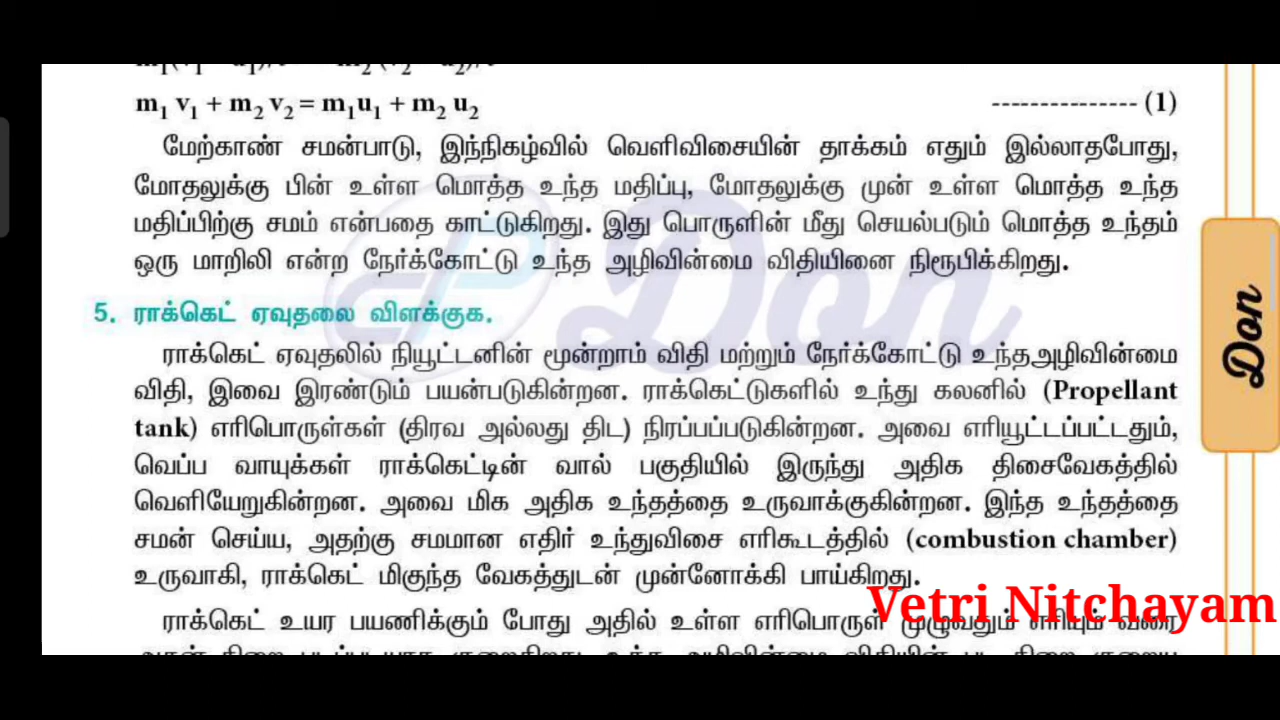 m₁ v₁ + m₂ v₂ = m₁u₁ + m₂ u₂ --------------- (1)
மேற்காண் சமன்பாடு, இந்நிகழ்வில் வெளிவிசையின் தாக்கம் எதும் இல்லாதபோது,
மோதலுக்கு பின் உள்ள மொத்த உந்த மதிப்பு, மோதலுக்கு முன் உள்ள மொத்த உந்த
மதிப்பிற்கு சமம் என்பதை காட்டுகிறது. இது பொருளின் மீது செயல்படும் மொத்த உந்தம்
ஒரு மாறிலி என்ற நேர்க்கோட்டு உந்த அழிவின்மை விதியினை நிரூபிக்கிறது.
5. ராக்கெட் ஏவுதலை விளக்குக.
ராக்கெட் ஏவுதலில் நியூட்டனின் மூன்றாம் விதி மற்றும் நேர்க்கோட்டு உந்தஅழிவின்மை
விதி, இவை இரண்டும் பயன்படுகின்றன. ராக்கெட்டுகளில் உந்து கலனில் (Propellant
tank) எரிபொருள்கள் (திரவ அல்லது திட) நிரப்பப்படுகின்றன. அவை எரியூட்டப்பட்டதும்,
வெப்ப வாயுக்கள் ராக்கெட்டின் வால் பகுதியில் இருந்து அதிக திசைவேகத்தில்
வெளியேறுகின்றன. அவை மிக அதிக உந்தத்தை உருவாக்குகின்றன. இந்த உந்தத்தை
சமன் செய்ய, அதற்கு சமமான எதிர் உந்துவிசை எரிகூடத்தில் (combustion chamber)
உருவாகி, ராக்கெட் மிகுந்த வேகத்துடன் முன்னோக்கி பாய்கிறது.
ராக்கெட் உயர பயணிக்கும் போது அதில் உள்ள எரிபொருள் முழுவதும் எரியும் வரை
Vetri Nitchayam
Don
Don